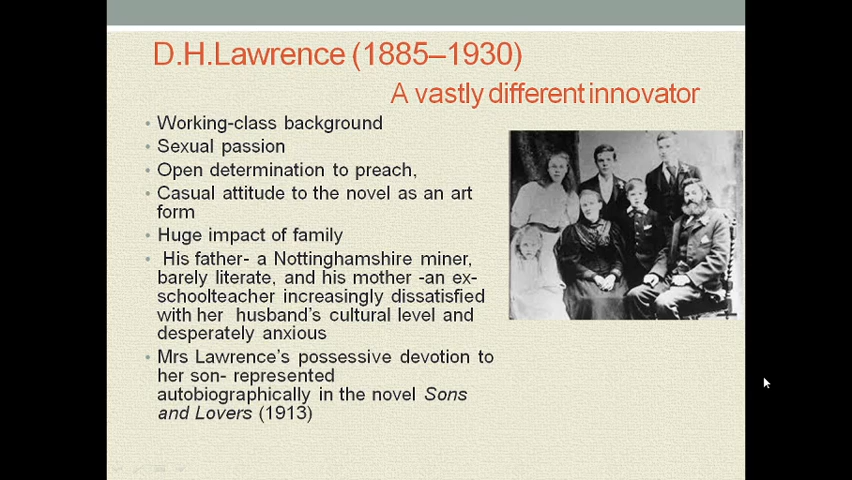 D.H.Lawrence (1885–1930)
A vastly different innovator
• Working-class background
• Sexual passion
• Open determination to preach,
• Casual attitude to the novel as an art
form
• Huge impact of family
• His father- a Nottinghamshire miner,
barely literate, and his mother -an ex-
schoolteacher increasingly dissatisfied
with her husband's cultural level and
desperately anxious
• Mrs Lawrence's possessive devotion to
her son- represented
autobiographically in the novel Sons
and Lovers (1913)